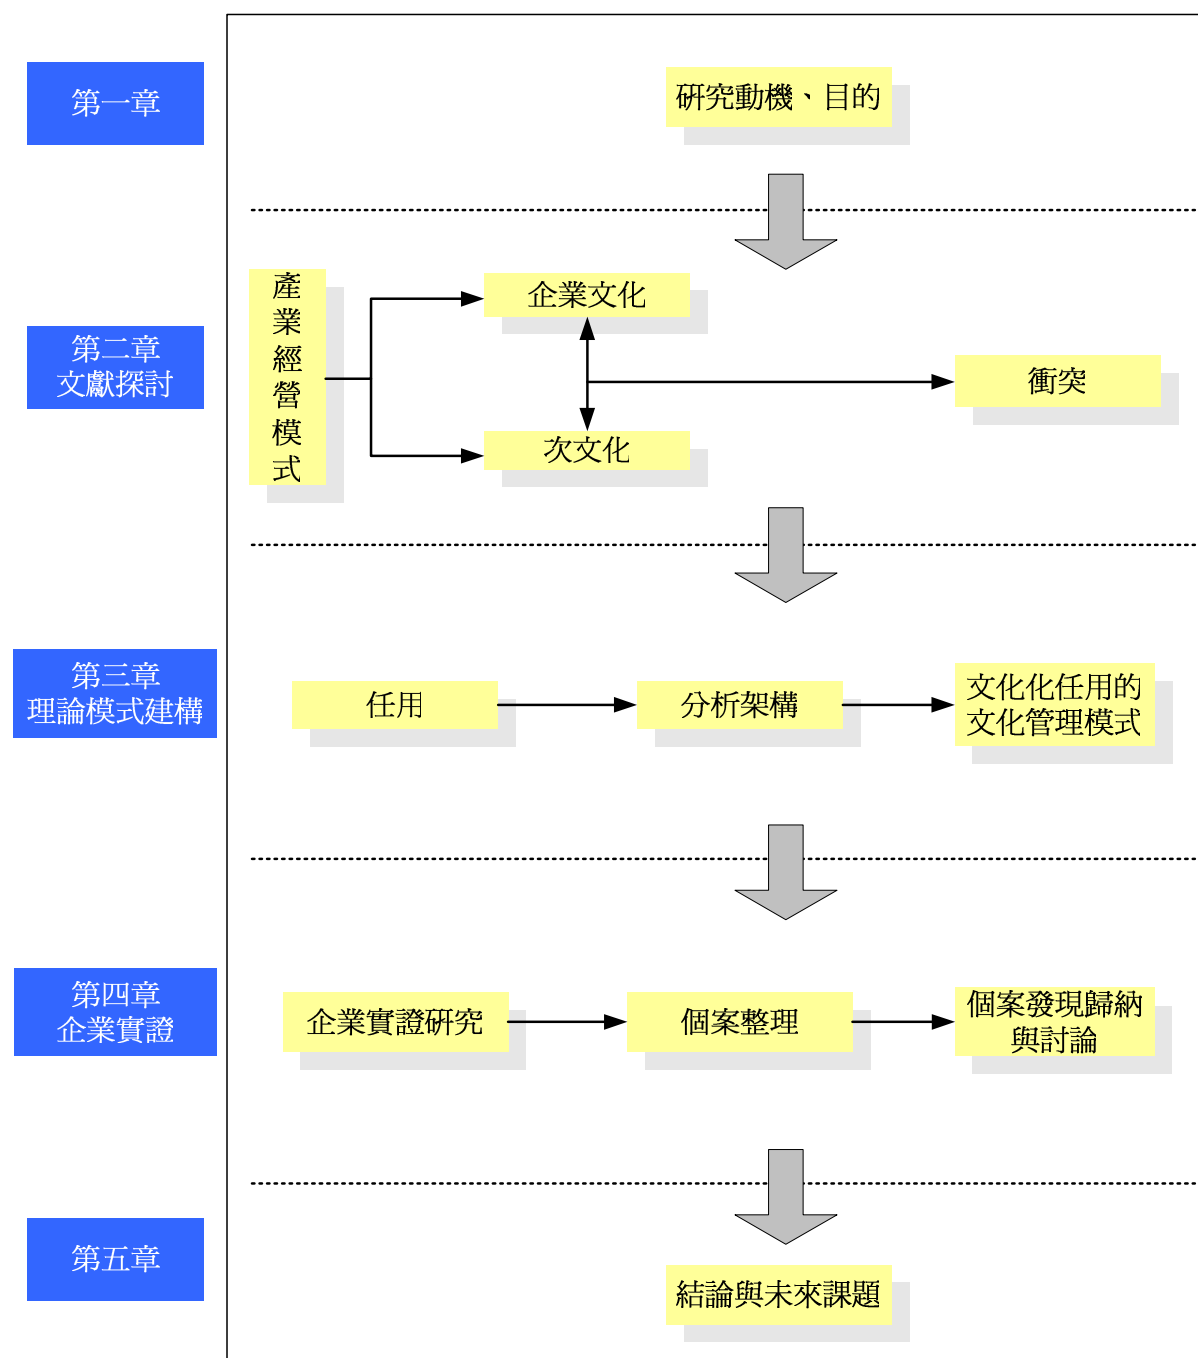 第一章
研究動機、目的
第二章
文獻探討
產
業
經
營
模
式
企業文化
次文化
衝突
第三章
理論模式建構
任用
分析架構
文化化任用的
文化管理模式
第四章
企業實證
企業實證研究
個案整理
個案發現歸納
與討論
第五章
結論與未來課題